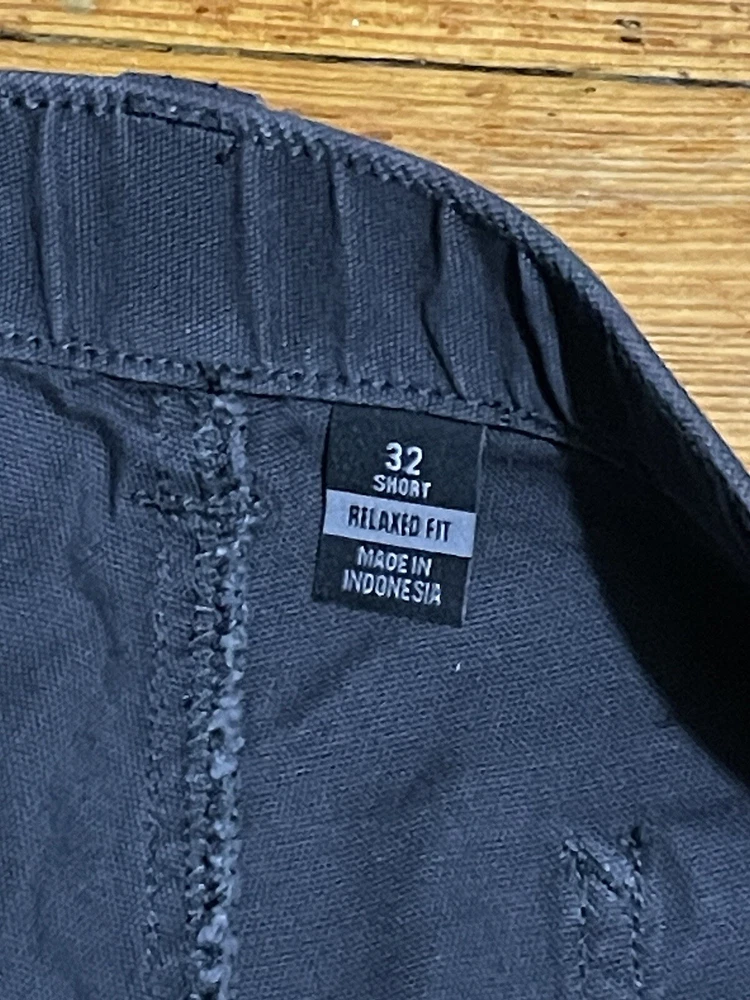 32
SHORT
RELAXED FIT
MADE IN
INDONESIA